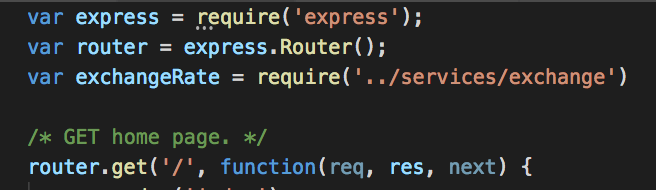 var express = require('express');
var router = express.Router();
var exchangeRate = require('../services/exchange')
/* GET home page. */
router.get('/', function(req, res, next) {